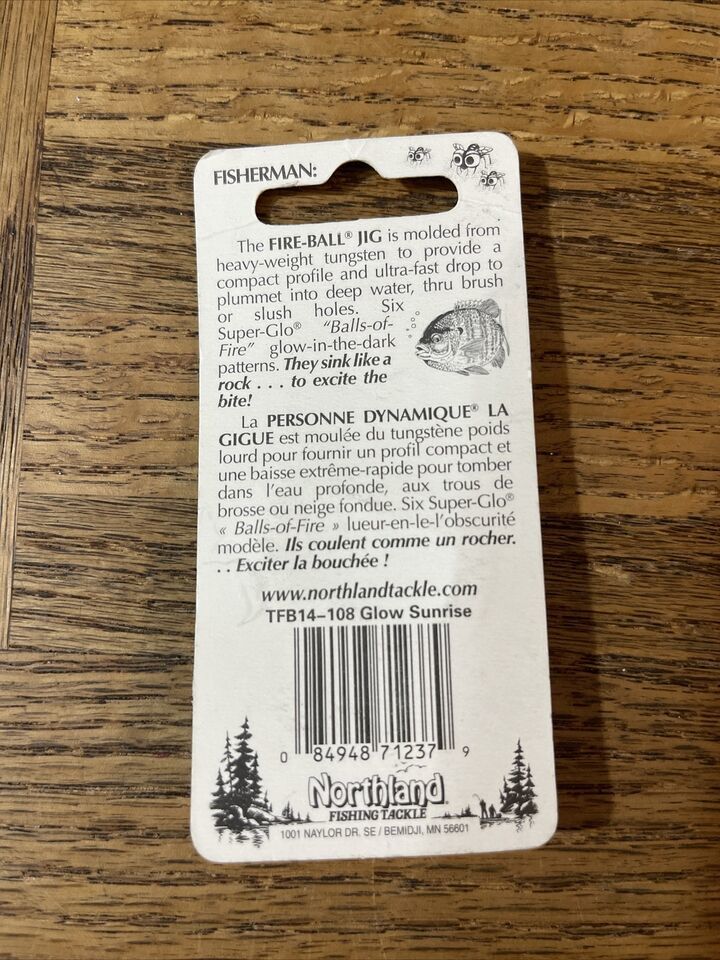 FISHERMAN:
The FIRE-BALL® JIG is molded from
heavy-weight tungsten to provide a
compact profile and ultra-fast drop to
plummet into deep water, thru brush
or slush holes. Six
Super-Glo® "Balls-of-
Fire" glow-in-the-dark
patterns. They sink like a
rock . . . to excite the
bite!
La PERSONNE DYNAMIQUE® LA
GIGUE est moulée du tungstène poids
lourd pour fournir un profil compact et
une baisse extrême-rapide pour tomber
dans l'eau profonde, aux trous de
brosse ou neige fondue. Six Super-Glo®
« Balls-of-Fire » lueur-en-le-l'obscurité
modèle. Ils coulent comme un rocher.
. . Exciter la bouchée !
www.northlandtackle.com
TFB14-108 Glow Sunrise
0 84948 71237 9
Northland
FISHING TACKLE
1001 NAYLOR DR. SE / BEMIDJI, MN 56601